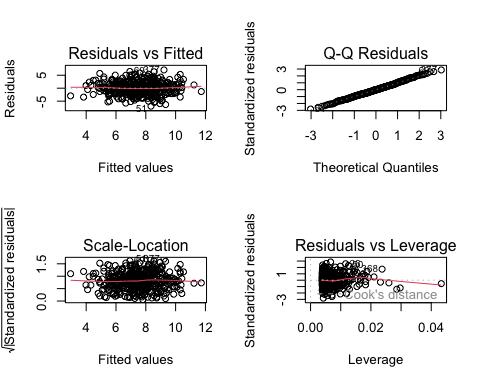 Residuals vs Fitted
Residuals
5
-5
4 6 8 10 12
Fitted values
Q-Q Residuals
Standardized residuals
3
0
-3
-3 -2 -1 0 1 2 3
Theoretical Quantiles
Scale-Location
√|Standardized residuals|
1.5
0.0
4 6 8 10 12
Fitted values
Residuals vs Leverage
Standardized residuals
1
-3
Cook's distance
0.00 0.02 0.04
Leverage